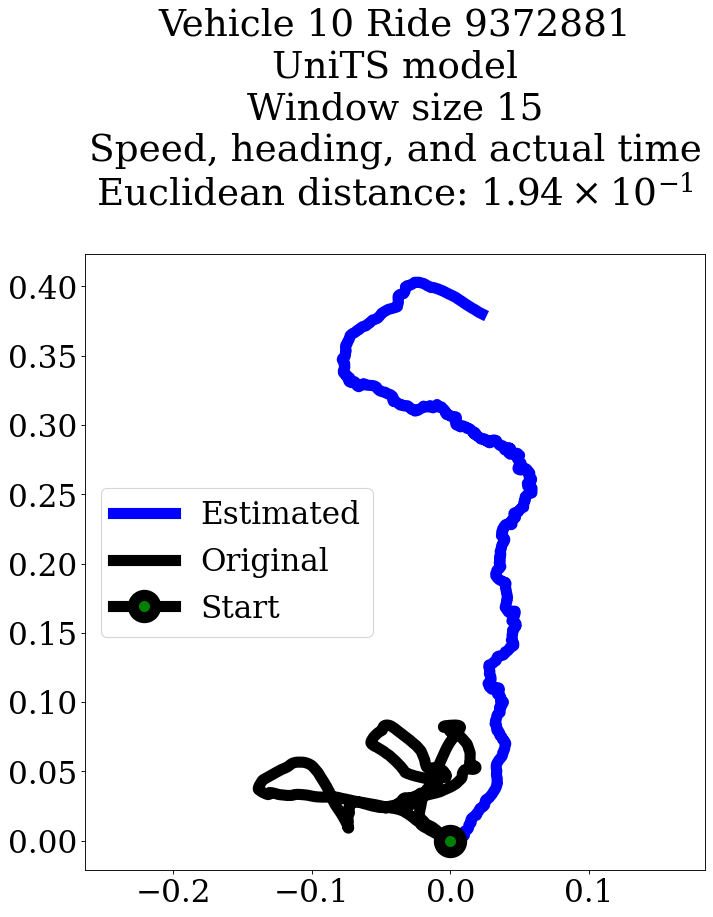 Vehicle 10 Ride 9372881
UniTS model
Window size 15
Speed, heading, and actual time
Euclidean distance: 1.94 × 10⁻¹
0.40
0.35
0.30
0.25
0.20
0.15
0.10
0.05
0.00
Estimated
Original
Start
−0.2 −0.1 0.0 0.1